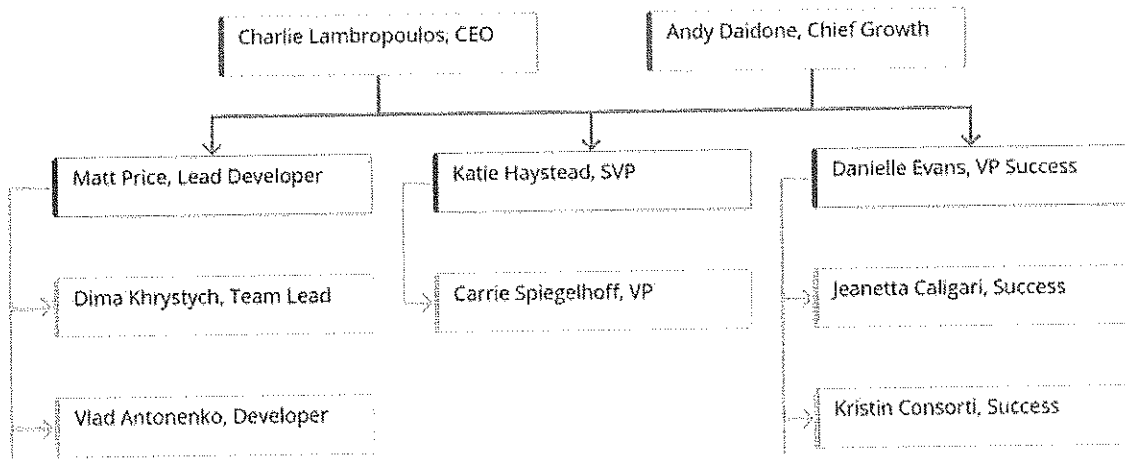 Charlie Lambropoulos, CEO
Andy Daidone, Chief Growth
Matt Price, Lead Developer
Katie Haystead, SVP
Danielle Evans, VP Success
Dima Khrystych, Team Lead
Carrie Spiegelhoff, VP
Jeanetta Caligari, Success
Vlad Antonenko, Developer
Kristin Consorti, Success